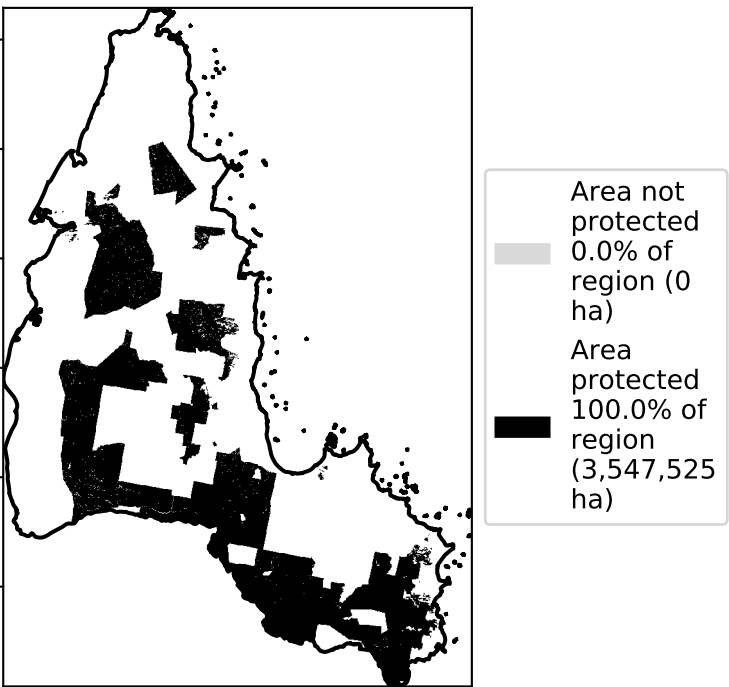 Area not
protected
0.0% of
region (0
ha)
Area
protected
100.0% of
region
(3,547,525
ha)